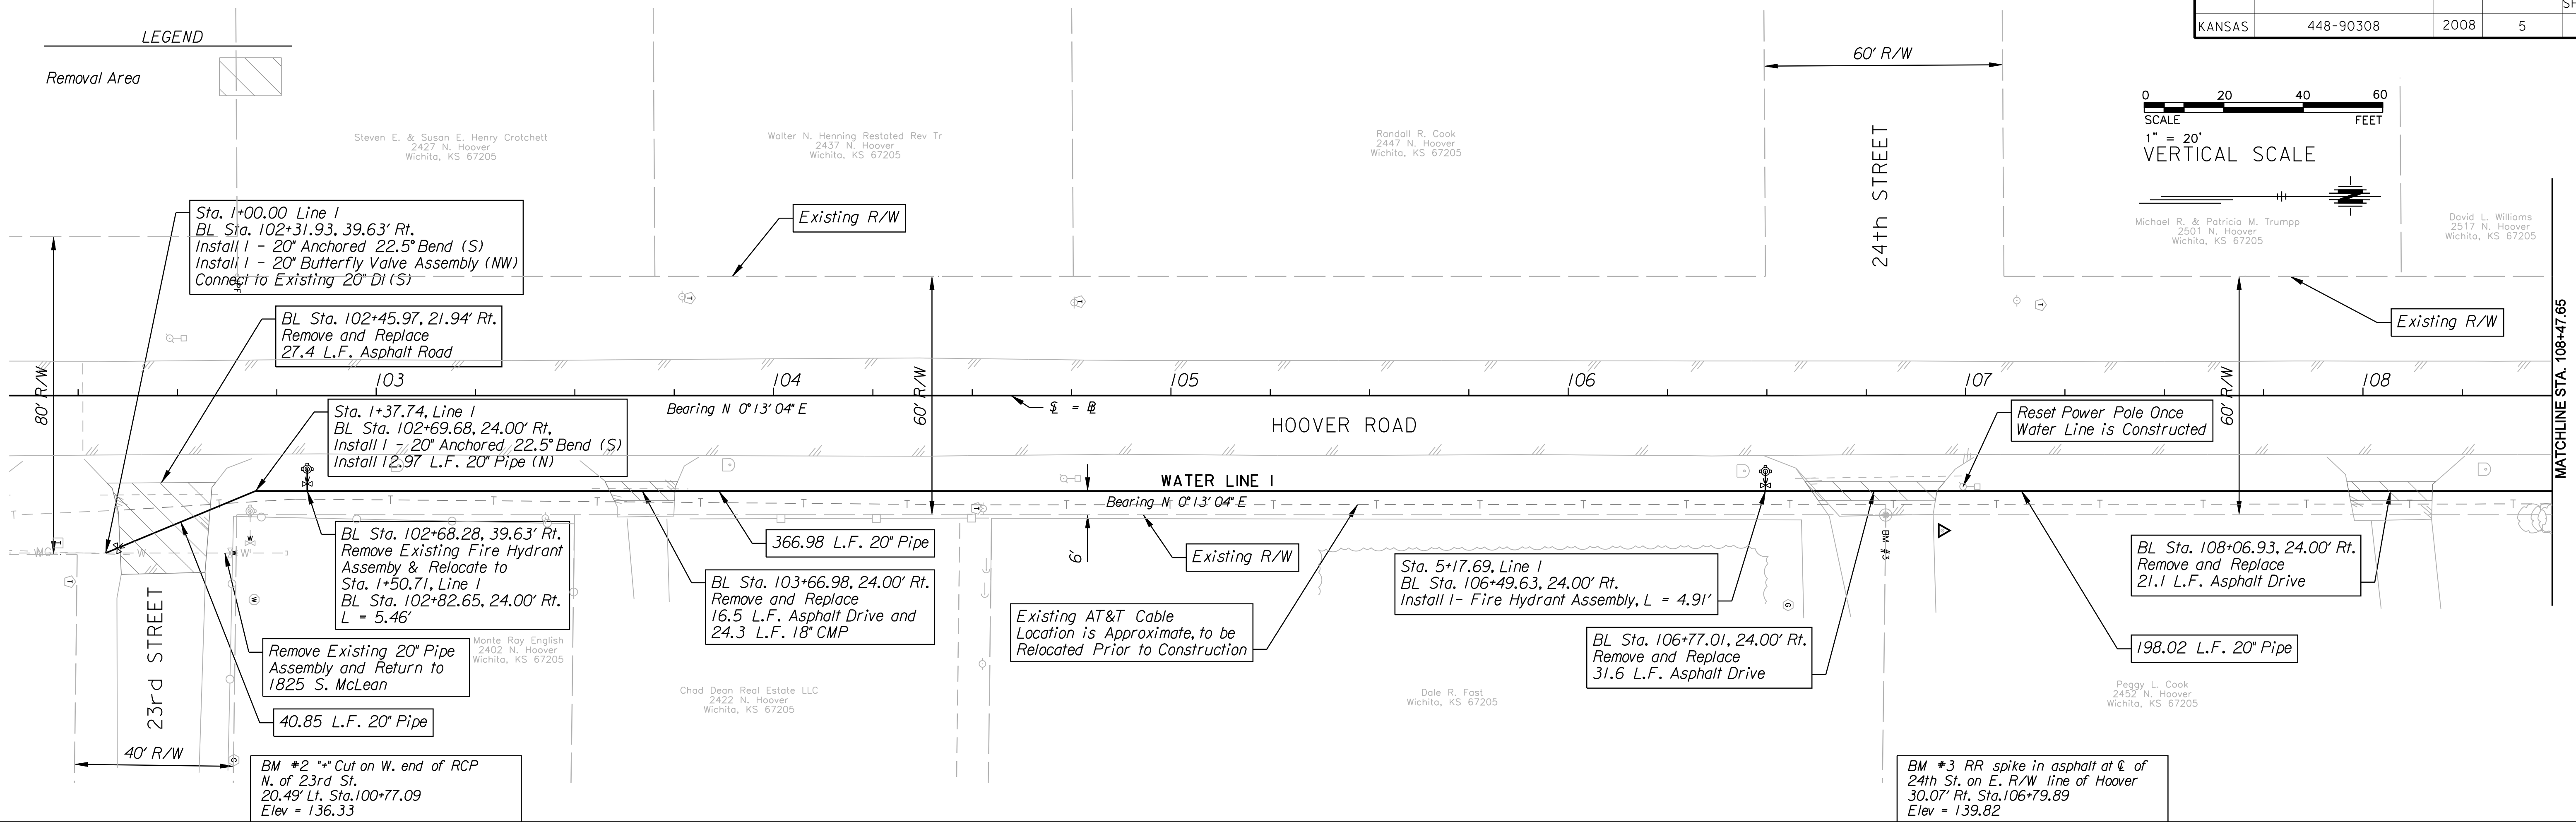 LEGEND
Removal Area
KANSAS 448-90308 2008 5
60' R/W
0 20 40 60
SCALE FEET
1" = 20'
VERTICAL SCALE
N
Steven E. & Susan E. Henry Crotchett
2427 N. Hoover
Wichita, KS 67205
Walter N. Henning Restated Rev Tr
2437 N. Hoover
Wichita, KS 67205
Randall R. Cook
2447 N. Hoover
Wichita, KS 67205
24th STREET
Michael R. & Patricia M. Trumpp
2501 N. Hoover
Wichita, KS 67205
David L. Williams
2517 N. Hoover
Wichita, KS 67205
Sta. 1+00.00 Line 1
BL Sta. 102+31.93, 39.63' Rt.
Install 1 - 20" Anchored 22.5° Bend (S)
Install 1 - 20" Butterfly Valve Assembly (NW)
Connect to Existing 20" DI (S)
Existing R/W
BL Sta. 102+45.97, 21.94' Rt.
Remove and Replace
27.4 L.F. Asphalt Road
Existing R/W
MATCHLINE STA. 108+47.65
80' R/W
103 104 105 106 107 108
60' R/W
60' R/W
Bearing N 0°13'04" E
HOOVER ROAD
Sta. 1+37.74, Line 1
BL Sta. 102+69.68, 24.00' Rt,
Install 1 - 20" Anchored 22.5° Bend (S)
Install 12.97 L.F. 20" Pipe (N)
Reset Power Pole Once
Water Line is Constructed
WATER LINE 1
Bearing N 0°13'04" E
6'
BL Sta. 102+68.28, 39.63' Rt.
Remove Existing Fire Hydrant
Assemby & Relocate to
Sta. 1+50.71, Line 1
BL Sta. 102+82.65, 24.00' Rt.
L = 5.46'
366.98 L.F. 20" Pipe
Existing R/W
BL Sta. 103+66.98, 24.00' Rt.
Remove and Replace
16.5 L.F. Asphalt Drive and
24.3 L.F. 18" CMP
Existing AT&T Cable
Location is Approximate, to be
Relocated Prior to Construction
Sta. 5+17.69, Line 1
BL Sta. 106+49.63, 24.00' Rt.
Install 1- Fire Hydrant Assembly, L = 4.91'
BM #3
BL Sta. 106+77.01, 24.00' Rt.
Remove and Replace
31.6 L.F. Asphalt Drive
BL Sta. 108+06.93, 24.00' Rt.
Remove and Replace
21.1 L.F. Asphalt Drive
198.02 L.F. 20" Pipe
23rd STREET
Remove Existing 20" Pipe
Assembly and Return to
1825 S. McLean
Monte Ray English
2402 N. Hoover
Wichita, KS 67205
40.85 L.F. 20" Pipe
Chad Dean Real Estate LLC
2422 N. Hoover
Wichita, KS 67205
Dale R. Fast
2446 N. Hoover
Wichita, KS 67205
Peggy L. Cook
2452 N. Hoover
Wichita, KS 67205
40' R/W
BM #2 "+" Cut on W. end of RCP
N. of 23rd St.
20.49' Lt. Sta.100+77.09
Elev = 136.33
BM #3 RR spike in asphalt at ℄ of
24th St. on E. R/W line of Hoover
30.07' Rt. Sta.106+79.89
Elev = 139.82